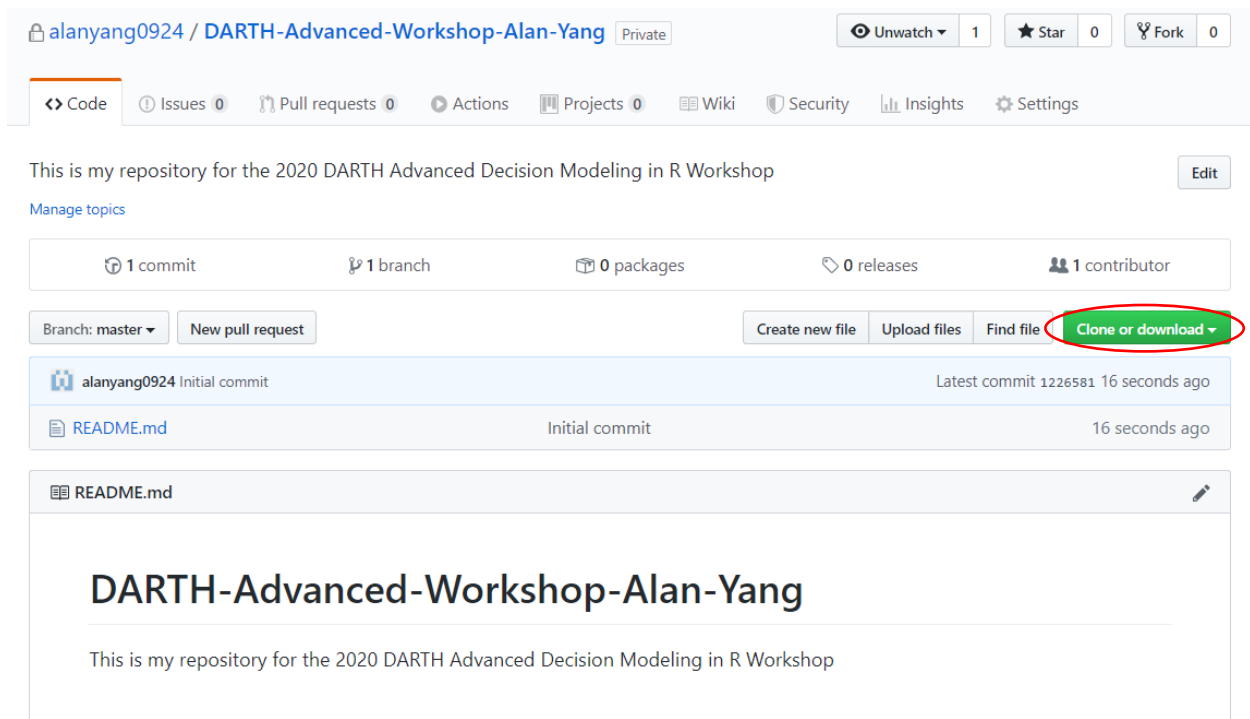 alanyang0924 / DARTH-Advanced-Workshop-Alan-Yang Private Unwatch 1 Star 0 Fork 0
Code Issues 0 Pull requests 0 Actions Projects 0 Wiki Security Insights Settings
This is my repository for the 2020 DARTH Advanced Decision Modeling in R Workshop Edit
Manage topics
1 commit 1 branch 0 packages 0 releases 1 contributor
Branch: master New pull request Create new file Upload files Find file Clone or download
alanyang0924 Initial commit Latest commit 1226581 16 seconds ago
README.md Initial commit 16 seconds ago
README.md
DARTH-Advanced-Workshop-Alan-Yang
This is my repository for the 2020 DARTH Advanced Decision Modeling in R Workshop